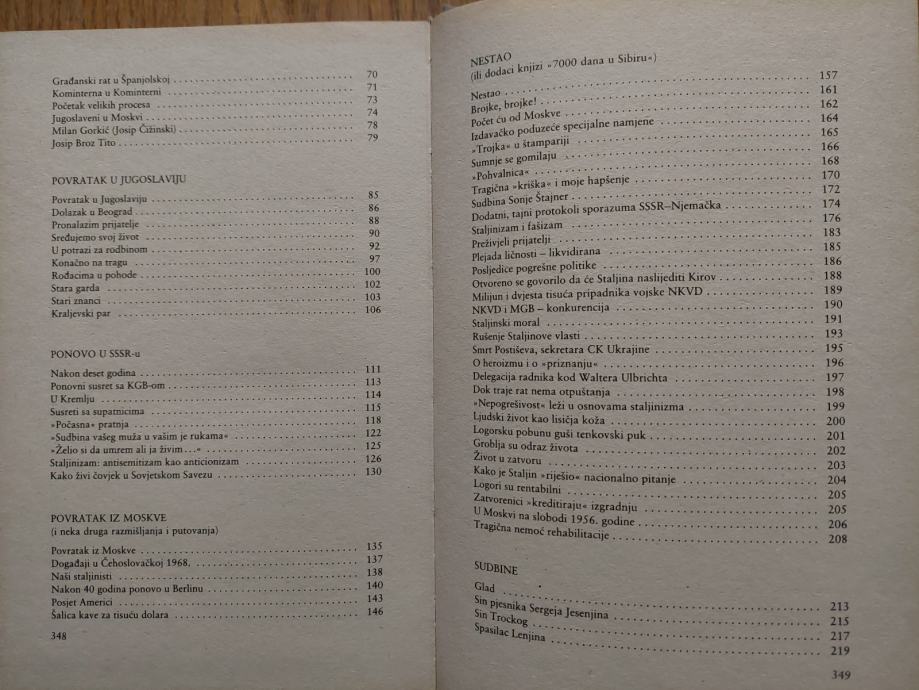 Građanski rat u Španjolskoj 70
Kominterna u Kominterni 71
Početak velikih procesa 73
Jugoslaveni u Moskvi 74
Milan Gorkić (Josip Čižinski) 78
Josip Broz Tito 79
POVRATAK U JUGOSLAVIJU
Povratak u Jugoslaviju 85
Dolazak u Beograd 86
Pronalazim prijatelje 88
Sređujemo svoj život 90
U potrazi za rodbinom 92
Konačno na tragu 97
Rođacima u pohode 100
Stara garda 102
Stari znanci 103
Kraljevski par 106
PONOVO U SSSR-u
Nakon deset godina 111
Ponovni susret sa KGB-om 113
U Kremlju 114
Susreti sa supatnicima 115
»Počasna« pratnja 118
»Sudbina vašeg muža u vašim je rukama« 122
»Želio si da umrem ali ja živim...« 125
Staljinizam: antisemitizam kao anticionizam 126
Kako živi čovjek u Sovjetskom Savezu 130
POVRATAK IZ MOSKVE
(i neka druga razmišljanja i putovanja)
Povratak iz Moskve 135
Događaji u Čehoslovačkoj 1968. 137
Naši staljinisti 138
Nakon 40 godina ponovo u Berlinu 140
Posjet Americi 143
Šalica kave za tisuću dolara 146
348
NESTAO
(ili dodaci knjizi »7000 dana u Sibiru«)
Nestao 157
Brojke, brojke! 161
Počet ću od Moskve 162
Izdavačko poduzeće specijalne namjene 164
»Trojka« u štampariji 165
Sumnje se gomilaju 166
»Pohvalnica« 168
Tragična »kriška« i moje hapšenje 170
Sudbina Sonje Štajner 172
Dodatni, tajni protokoli sporazuma SSSR–Njemačka 174
Staljinizam i fašizam 176
Preživjeli prijatelji 183
Plejada ličnosti – likvidirana 185
Posljedice pogrešne politike 186
Otvoreno se govorilo da će Staljina naslijediti Kirov 188
Milijun i dvjesta tisuća pripadnika vojske NKVD 189
NKVD i MGB – konkurencija 190
Staljinski moral 191
Rušenje Staljinove vlasti 193
Smrt Postiševa, sekretara CK Ukrajine 195
O heroizmu i o »priznanju« 196
Delegacija radnika kod Waltera Ulbrichta 197
Dok traje rat nema otpuštanja 198
»Nepogrešivost« leži u osnovama staljinizma 199
Ljudski život kao lisičja koža 200
Logorsku pobunu guši tenkovski puk 201
Groblja su odraz života 202
Život u zatvoru 203
Kako je Staljin »riješio« nacionalno pitanje 204
Logori su rentabilni 205
Zatvorenici »kreditiraju« izgradnju 205
U Moskvi na slobodi 1956. godine 206
Tragična nemoć rehabilitacije 208
SUDBINE
Glad 213
Sin pjesnika Sergeja Jesenjina 215
Sin Trockog 217
Spasilac Lenjina 219
349